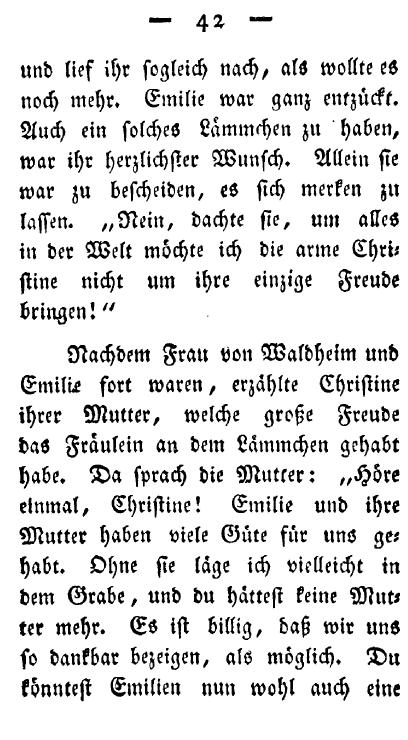 — 42 —
und lief ihr sogleich nach, als wollte es
noch mehr. Emilie war ganz entzückt.
Auch ein solches Lämmchen zu haben,
war ihr herzlichster Wunsch. Allein sie
war zu bescheiden, es sich merken zu
lassen. „Nein, dachte sie, um alles
in der Welt möchte ich die arme Chri-
stine nicht um ihre einzige Freude
bringen!“
Nachdem Frau von Waldheim und
Emilie fort waren, erzählte Christine
ihrer Mutter, welche große Freude
das Fräulein an dem Lämmchen gehabt
habe. Da sprach die Mutter: „Höre
einmal, Christine! Emilie und ihre
Mutter haben viele Güte für uns ge-
habt. Ohne sie läge ich vielleicht in
dem Grabe, und du hättest keine Mut-
ter mehr. Es ist billig, daß wir uns
so dankbar bezeigen, als möglich. Du
könntest Emilien nun wohl auch eine